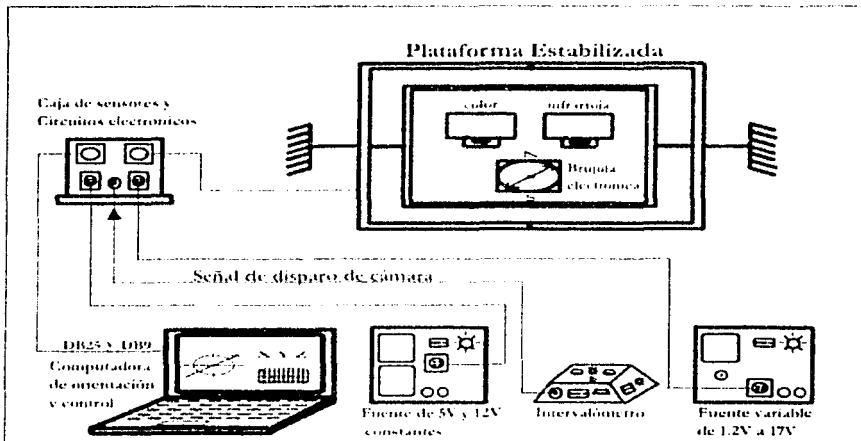 Plataforma Estabilizada
Caja de sensores y
Circuitos electronicos
color
infrarroja
Brujula
electronica
Señal de disparo de cámara
DB25 y DB9
Computadora
de orientación
y control
X Y Z
Fuente de 5V y 12V
constantes
Intervalómetro
Fuente variable
de 1.2V a 17V